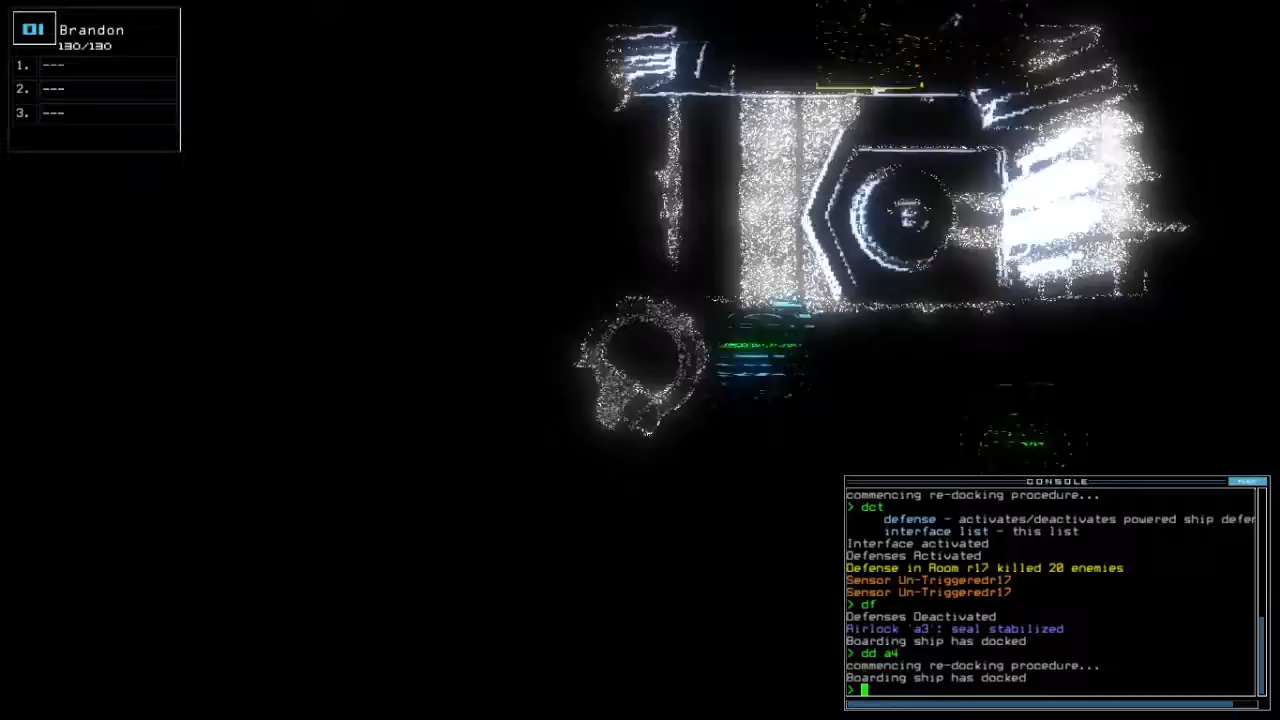 01 Brandon
130/130
1. ---
2. ---
3. ---
CONSOLE
commencing re-docking procedure...
> dct
defense - activates/deactivates powered ship defen
interface list - this list
Interface activated
Defenses Activated
Defense in Room r17 killed 20 enemies
Sensor Un-Triggeredr17
Sensor Un-Triggeredr17
> df
Defenses Deactivated
Airlock 'a3': seal stabilized
Boarding ship has docked
> dd a4
commencing re-docking procedure...
Boarding ship has docked
>